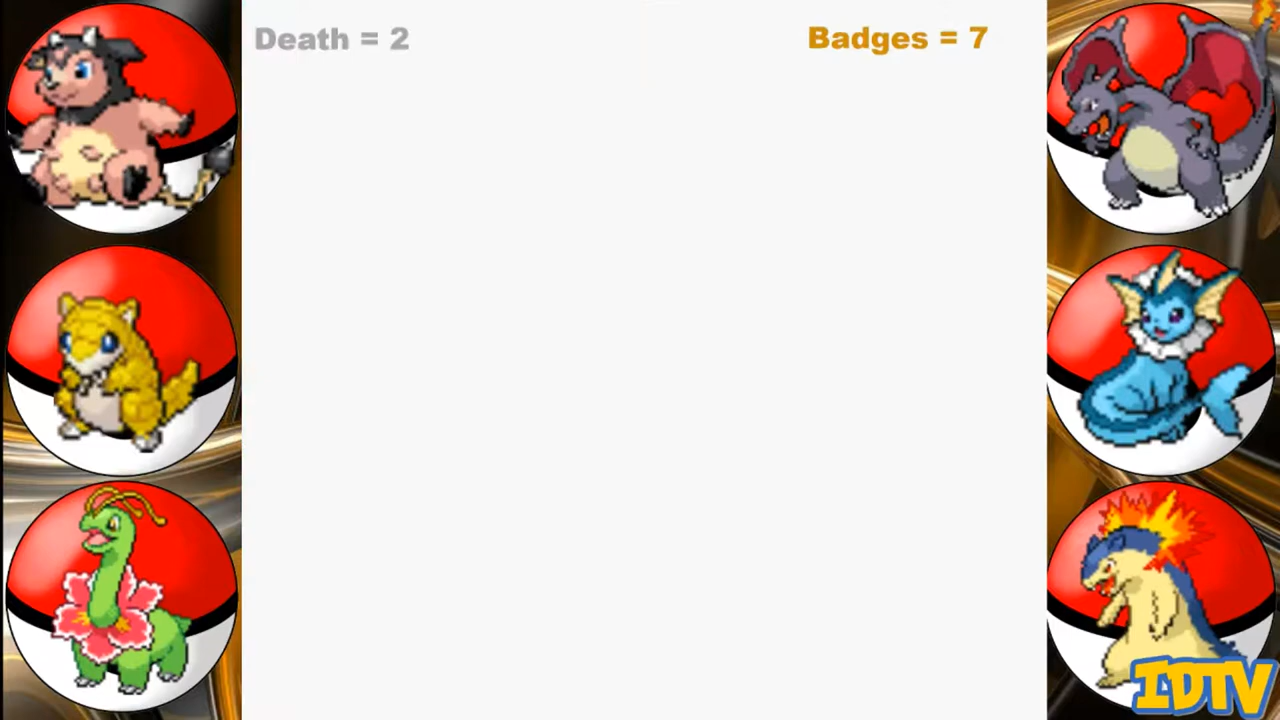 Death = 2
Badges = 7
IDTV